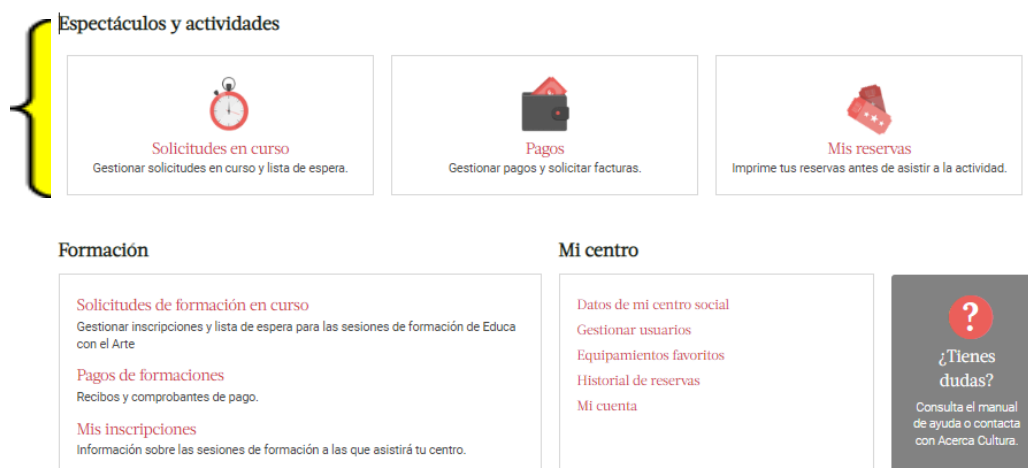 Espectáculos y actividades
Solicitudes en curso
Gestionar solicitudes en curso y lista de espera.
Pagos
Gestionar pagos y solicitar facturas.
Mis reservas
Imprime tus reservas antes de asistir a la actividad.
Formación
Solicitudes de formación en curso
Gestionar inscripciones y lista de espera para las sesiones de formación de Educa
con el Arte
Pagos de formaciones
Recibos y comprobantes de pago.
Mis inscripciones
Información sobre las sesiones de formación a las que asistirá tu centro.
Mi centro
Datos de mi centro social
Gestionar usuarios
Equipamientos favoritos
Historial de reservas
Mi cuenta
?
¿Tienes
dudas?
Consulta el manual
de ayuda o contacta
con Acerca Cultura.